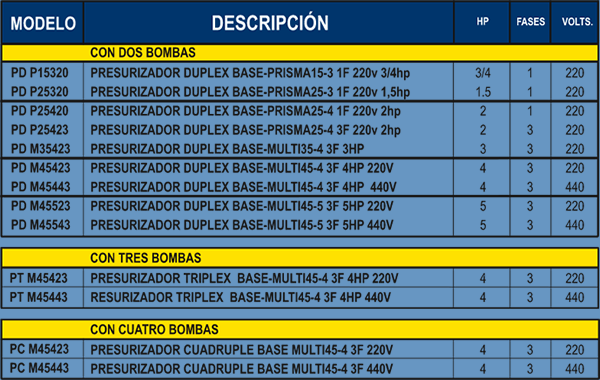 MODELO DESCRIPCIÓN HP FASES VOLTS.
CON DOS BOMBAS
PD P15320 PRESURIZADOR DUPLEX BASE-PRISMA15-3 1F 220v 3/4hp 3/4 1 220
PD P25320 PRESURIZADOR DUPLEX BASE-PRISMA25-3 1F 220v 1,5hp 1.5 1 220
PD P25420 PRESURIZADOR DUPLEX BASE-PRISMA25-4 1F 220v 2hp 2 1 220
PD P25423 PRESURIZADOR DUPLEX BASE-PRISMA25-4 3F 220v 2hp 2 3 220
PD M35423 PRESURIZADOR DUPLEX BASE-MULTI35-4 3F 3HP 3 3 220
PD M45423 PRESURIZADOR DUPLEX BASE-MULTI45-4 3F 4HP 220V 4 3 220
PD M45443 PRESURIZADOR DUPLEX BASE-MULTI45-4 3F 4HP 440V 4 3 440
PD M45523 PRESURIZADOR DUPLEX BASE-MULTI45-5 3F 5HP 220V 5 3 220
PD M45543 PRESURIZADOR DUPLEX BASE-MULTI45-5 3F 5HP 440V 5 3 440
CON TRES BOMBAS
PT M45423 PRESURIZADOR TRIPLEX BASE-MULTI45-4 3F 4HP 220V 4 3 220
PT M45443 RESURIZADOR TRIPLEX BASE-MULTI45-4 3F 4HP 440V 4 3 440
CON CUATRO BOMBAS
PC M45423 PRESURIZADOR CUADRUPLE BASE MULTI45-4 3F 220V 4 3 220
PC M45443 PRESURIZADOR CUADRUPLE BASE MULTI45-4 3F 440V 4 3 440